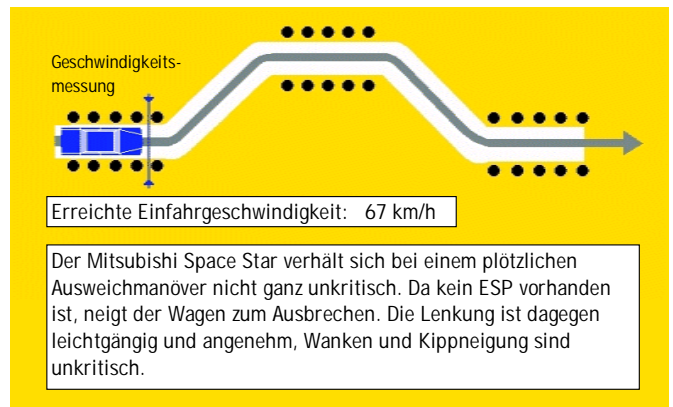 Geschwindigkeits-
messung
Erreichte Einfahrgeschwindigkeit: 67 km/h
Der Mitsubishi Space Star verhält sich bei einem plötzlichen
Ausweichmanöver nicht ganz unkritisch. Da kein ESP vorhanden
ist, neigt der Wagen zum Ausbrechen. Die Lenkung ist dagegen
leichtgängig und angenehm, Wanken und Kippneigung sind
unkritisch.